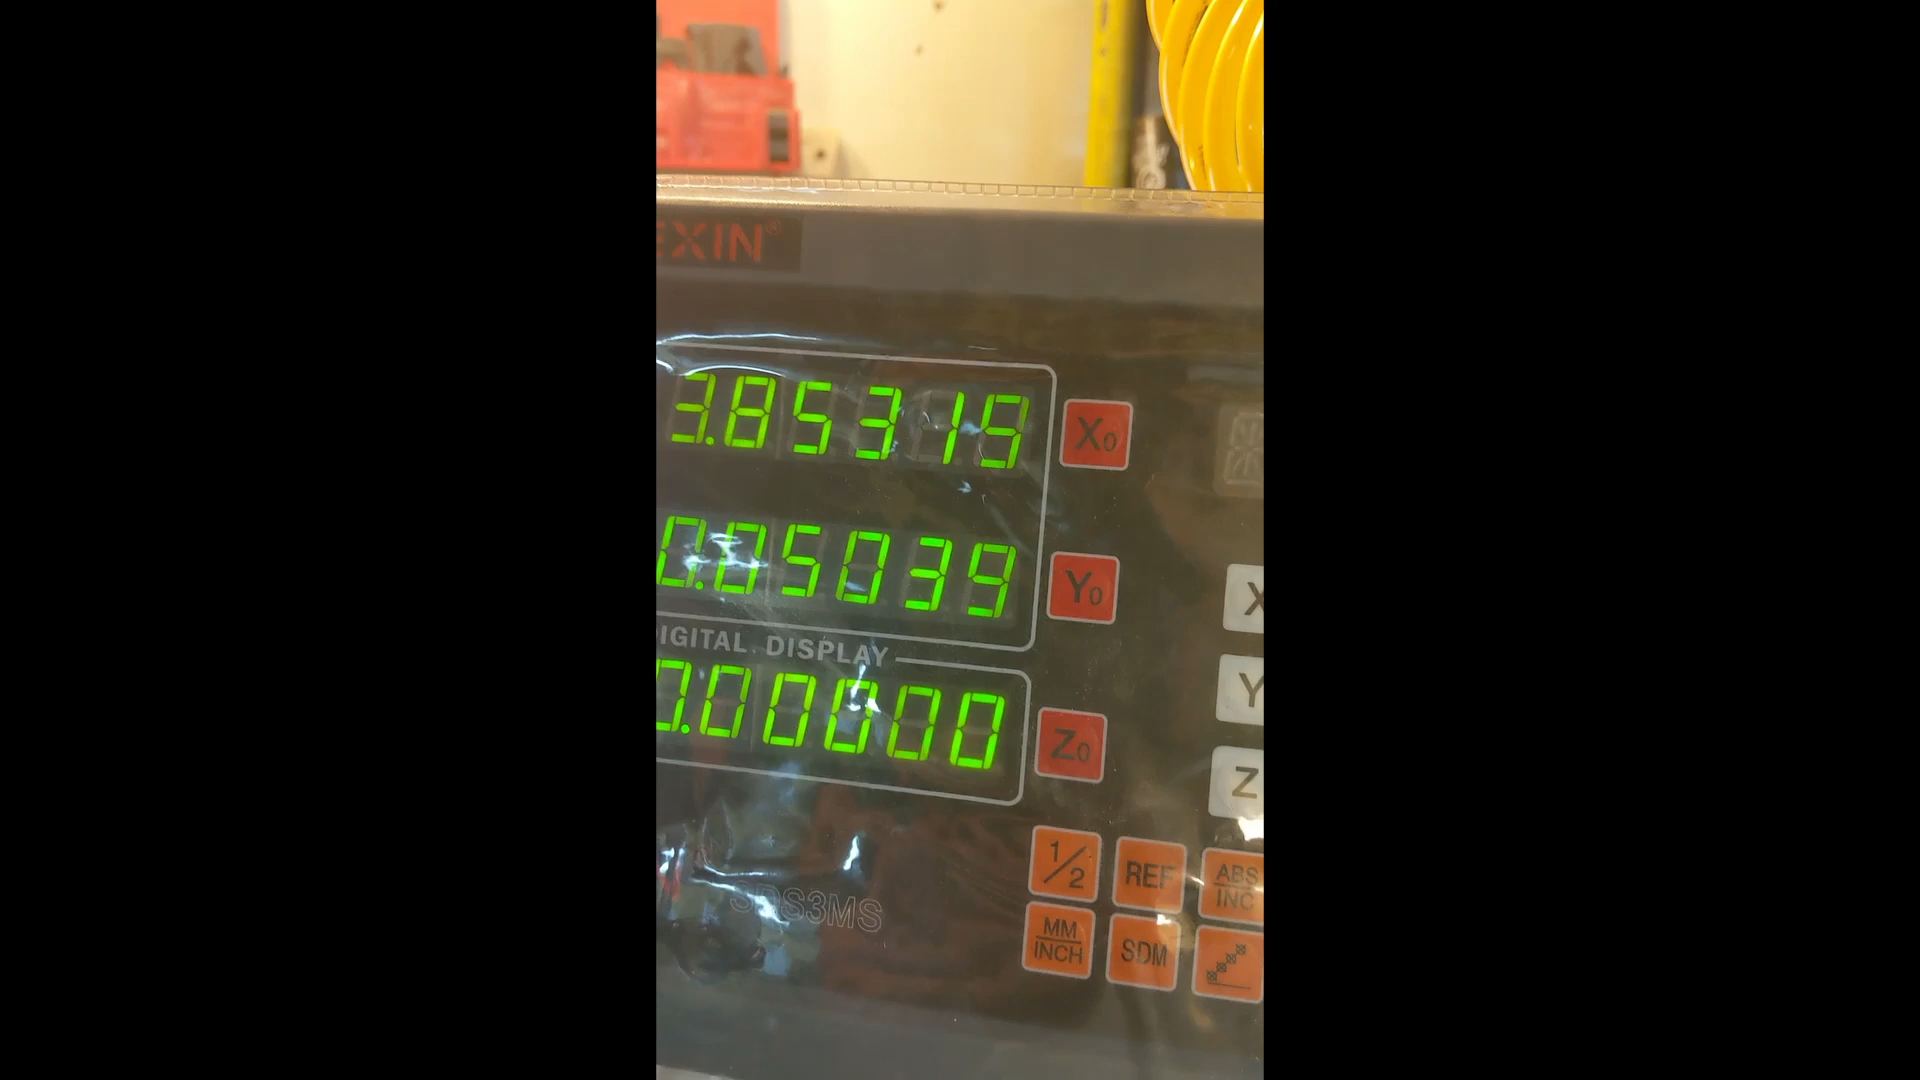 EXIN®
3.85319
X0
0.05039
Y0
X
DIGITAL DISPLAY
0.00000
Y
Z0
Z
1/2
REF
ABS
INC
SDS3MS
MM
INCH
SDM